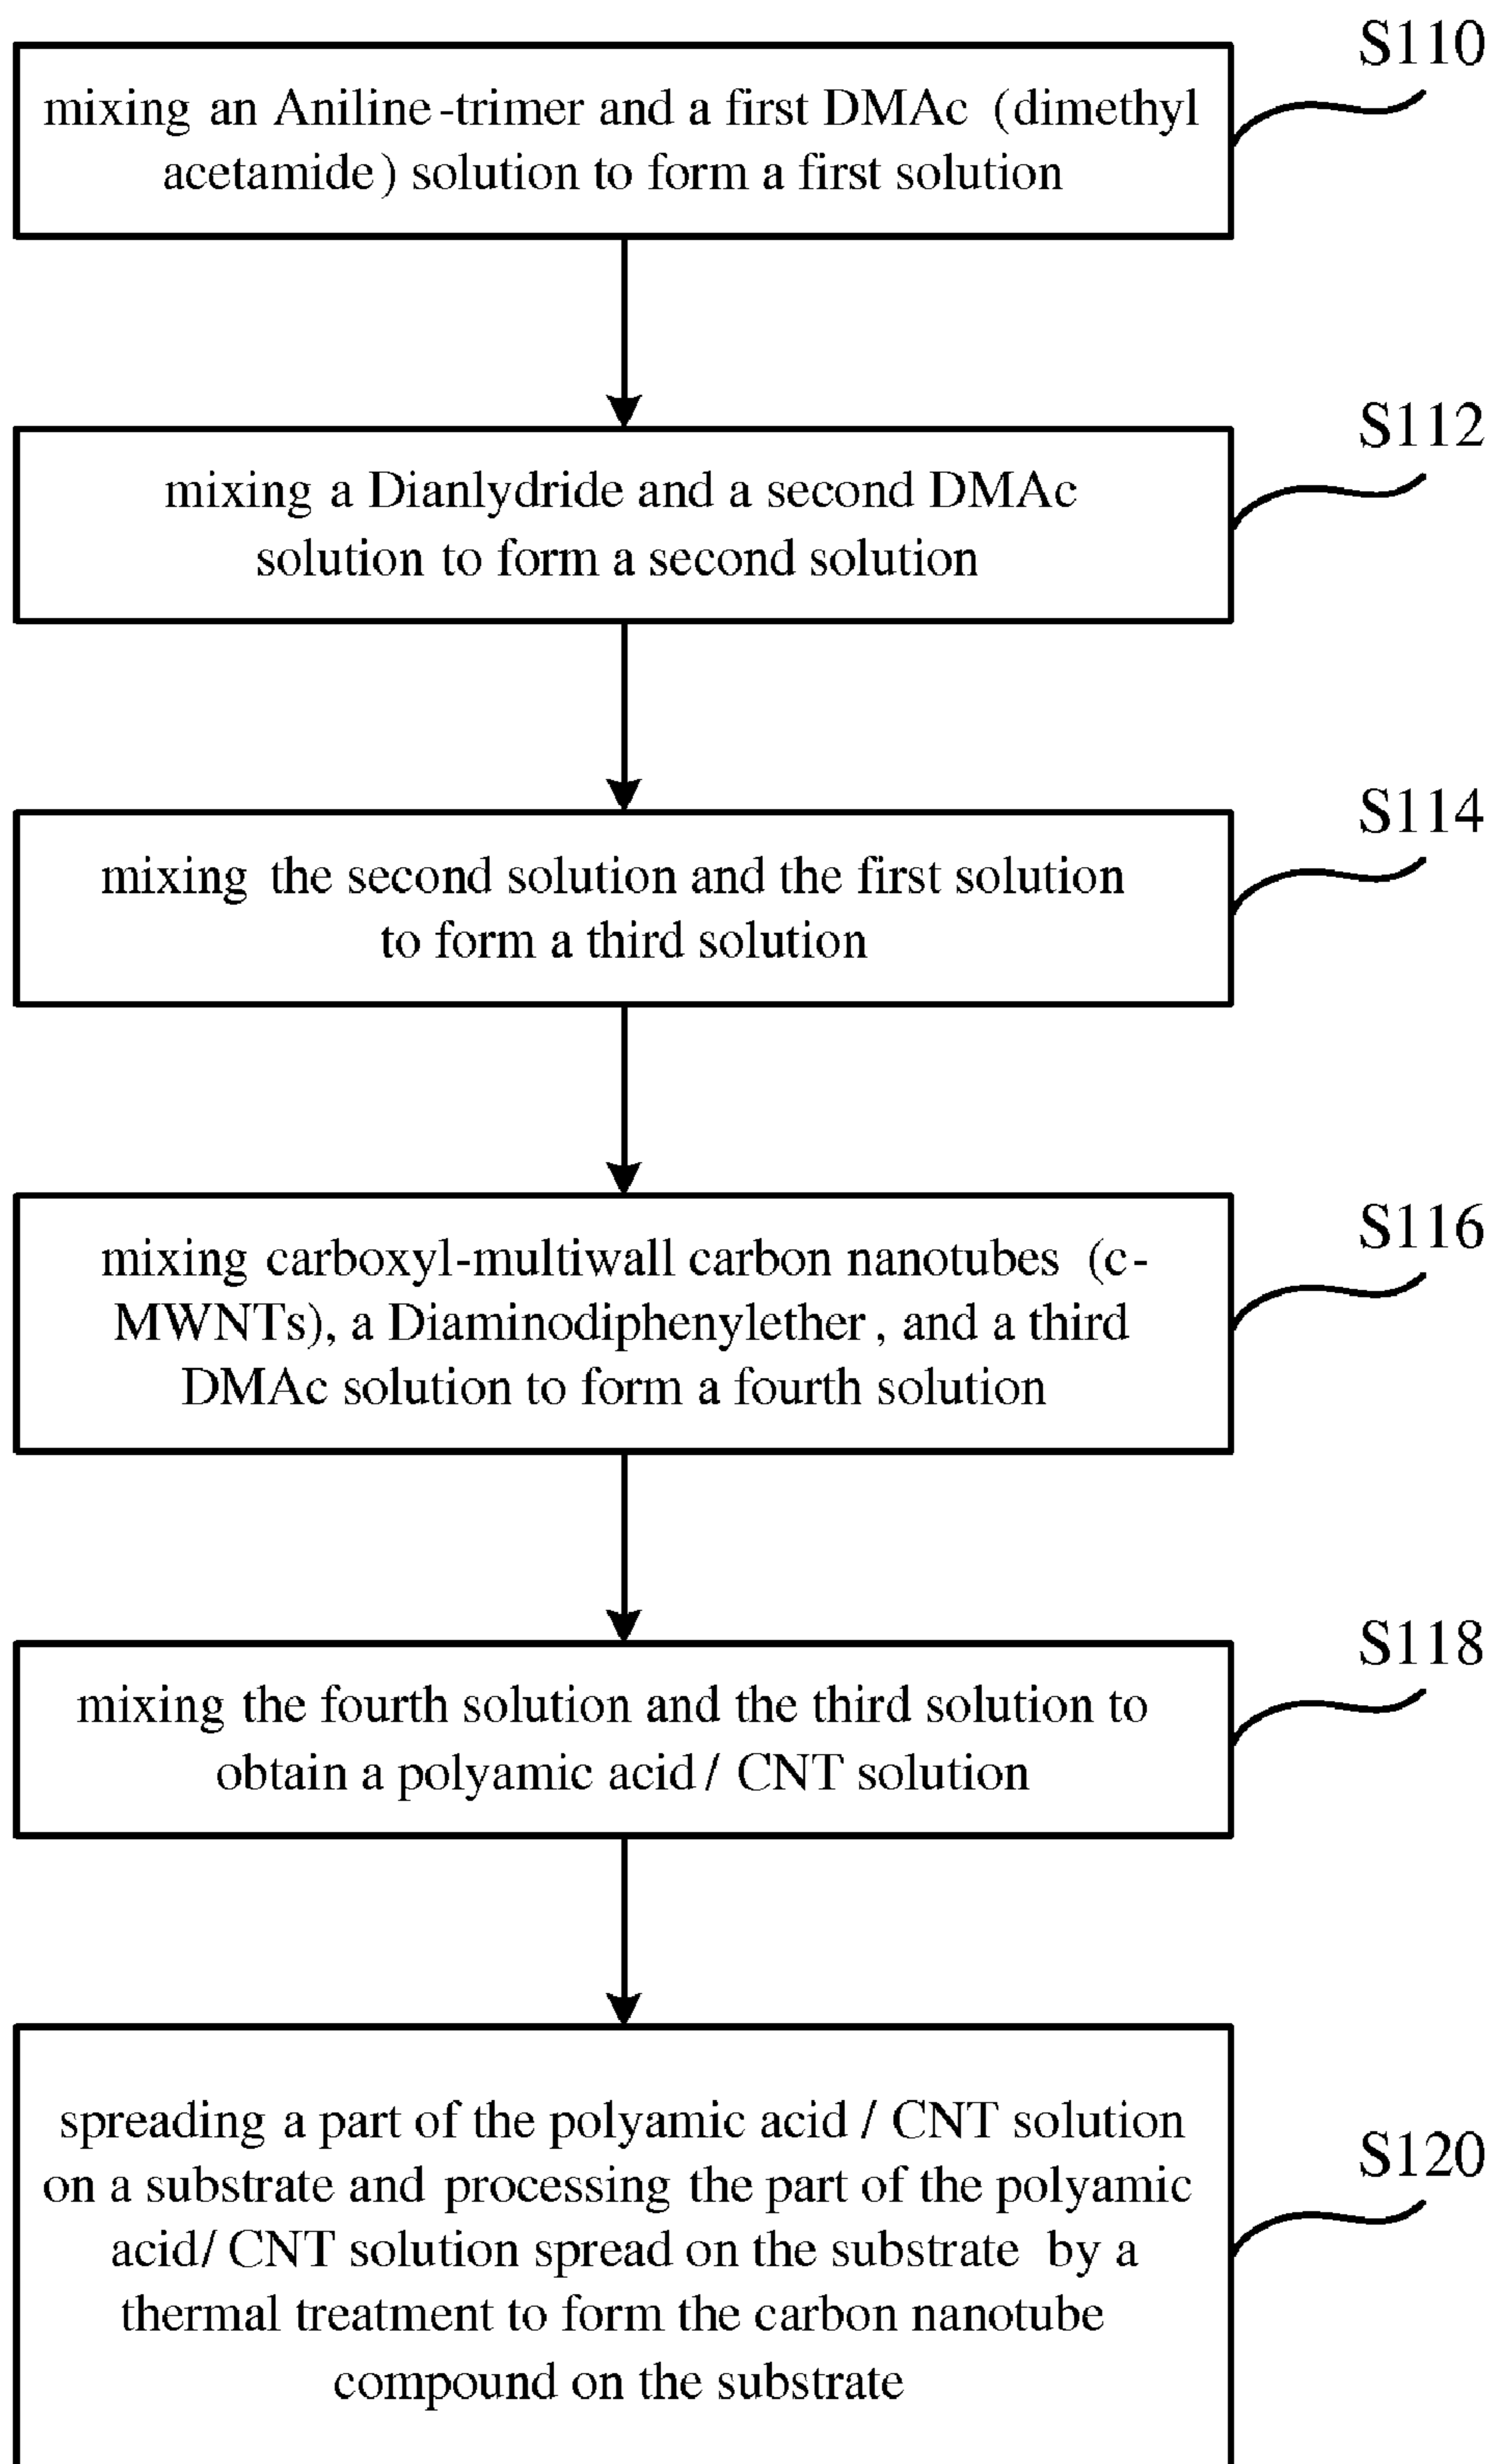 S110
mixing an Aniline-trimer and a first DMAc (dimethyl
acetamide) solution to form a first solution
S112
mixing a Dianlydride and a second DMAc
solution to form a second solution
S114
mixing the second solution and the first solution
to form a third solution
S116
mixing carboxyl-multiwall carbon nanotubes (c-
MWNTs), a Diaminodiphenylether, and a third
DMAc solution to form a fourth solution
S118
mixing the fourth solution and the third solution to
obtain a polyamic acid / CNT solution
S120
spreading a part of the polyamic acid / CNT solution
on a substrate and processing the part of the polyamic
acid/ CNT solution spread on the substrate by a
thermal treatment to form the carbon nanotube
compound on the substrate